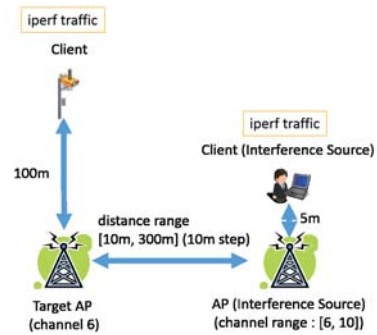 iperf traffic
Client
iperf traffic
Client (Interference Source)
100m
5m
distance range
[10m, 300m] (10m step)
Target AP
(channel 6)
AP (Interference Source)
(channel range : [6, 10])